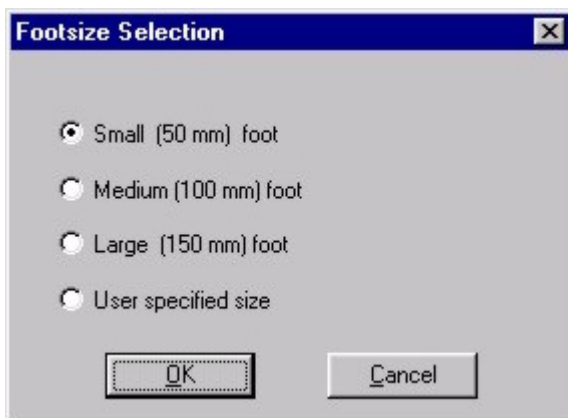 Footsize Selection
Small (50 mm) foot
Medium (100 mm) foot
Large (150 mm) foot
User specified size
OK Cancel